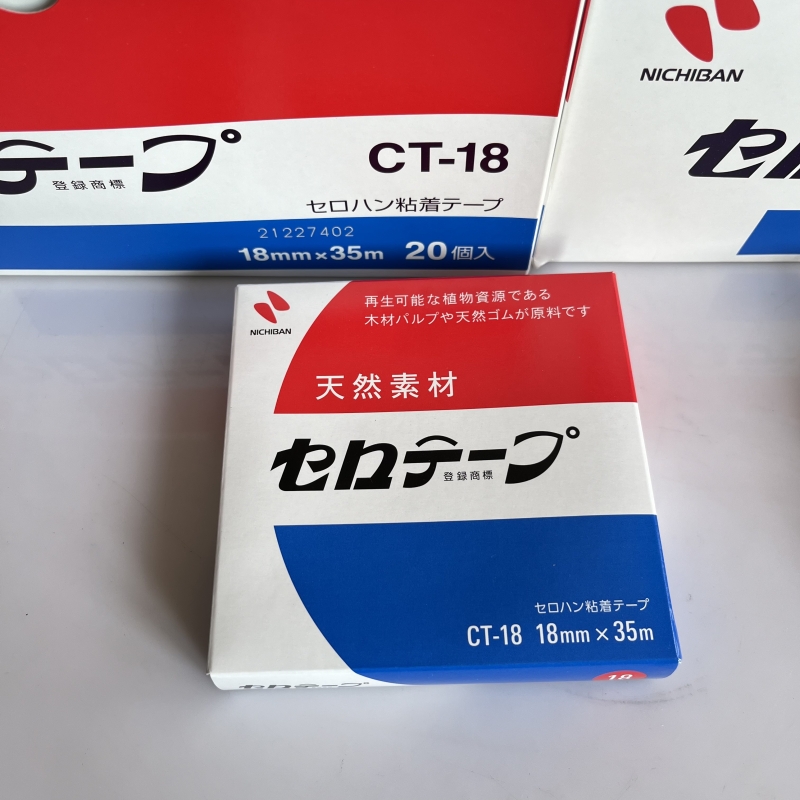 テープ
登録商標
CT-18
セロハン粘着テープ
21227402
18mm×35m 20個入
NICHIBAN
セロ
NICHIBAN
再生可能な植物資源である
木材パルプや天然ゴムが原料です
天然素材
セロテープ
登録商標
セロハン粘着テープ
CT-18 18mm×35m
セロテープ
18